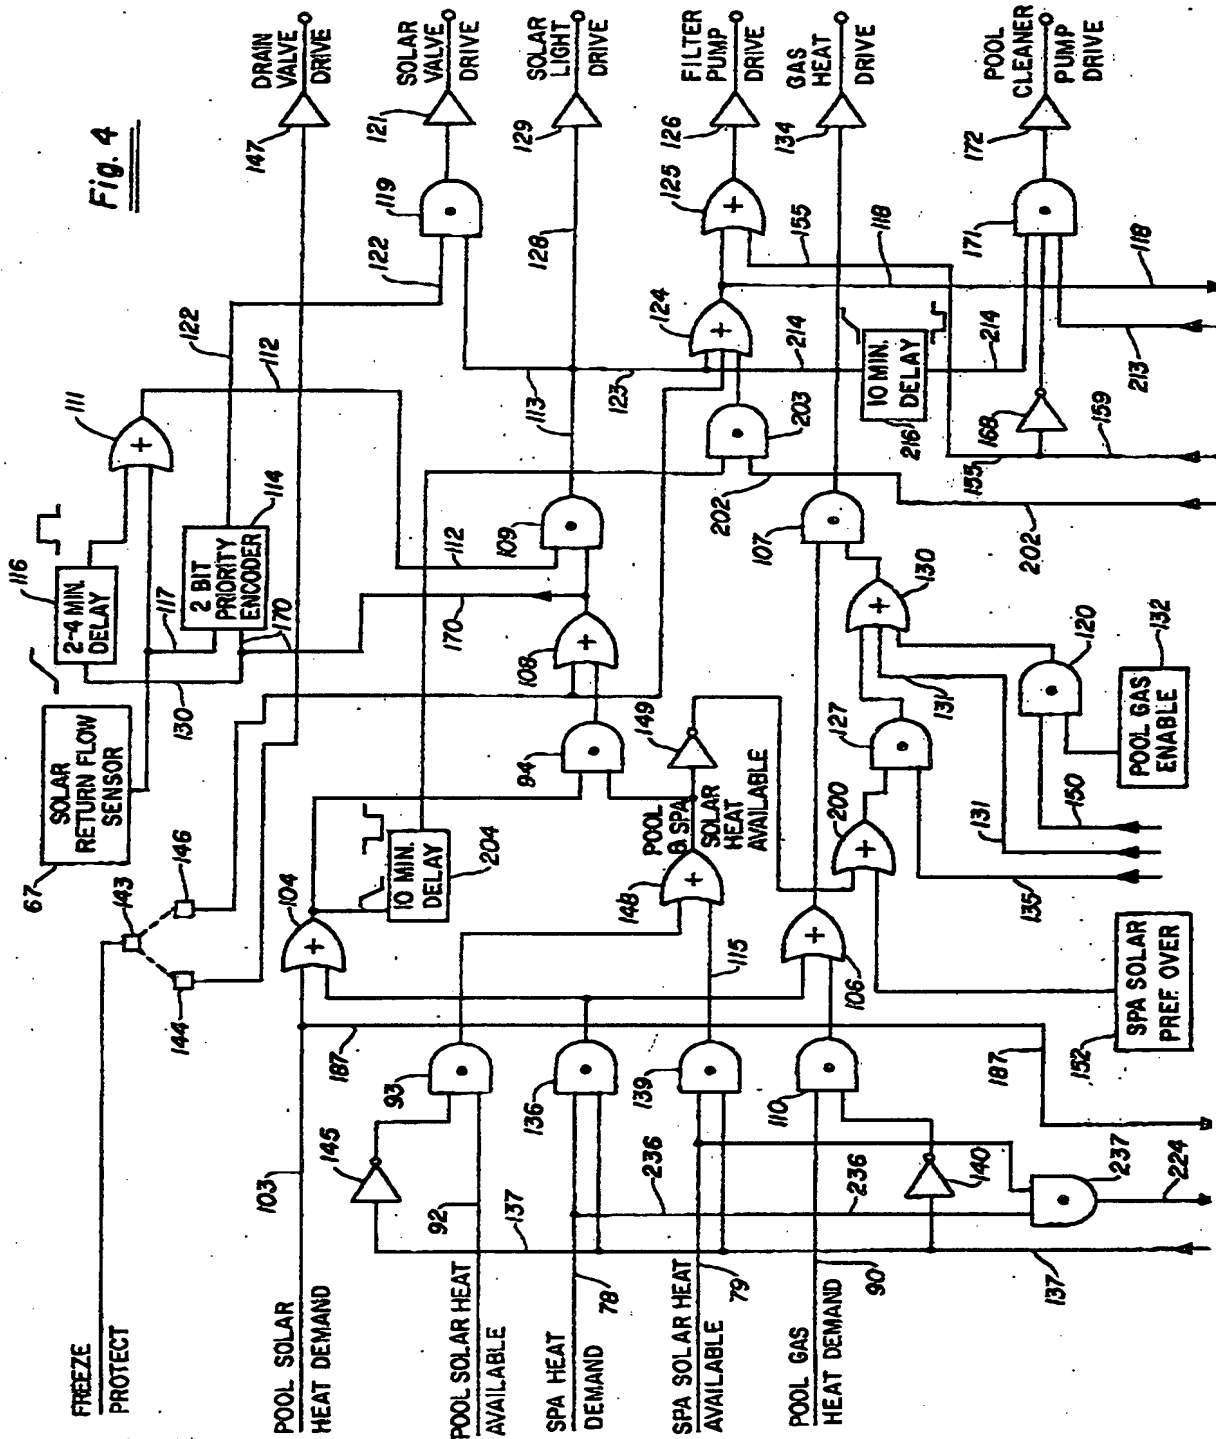 Fig. 4
FREEZE
PROTECT
POOL SOLAR
HEAT DEMAND
POOL SOLAR HEAT
AVAILABLE
SPA HEAT
DEMAND
SPA SOLAR HEAT
AVAILABLE
POOL GAS
HEAT DEMAND
103
92
137
78
79
90
137
145
236
236
140
237
224
144
143
146
187
93
136
139
110
187
152
SPA SOLAR
PREF. OVER
67
SOLAR
RETURN FLOW
SENSOR
104
10 MIN.
DELAY
204
148
115
106
POOL
& SPA
SOLAR
HEAT
AVAILABLE
149
200
135
131
150
116
2-4 MIN.
DELAY
130
117
170
2 BIT
PRIORITY
ENCODER
114
94
108
170
127
131
120
POOL GAS
ENABLE
132
111
112
122
109
112
107
130
202
202
203
216
10 MIN.
DELAY
155
168
159
113
123
124
214
214
213
118
118
122
128
119
125
155
171
147
121
129
126
134
172
DRAIN
VALVE
DRIVE
SOLAR
VALVE
DRIVE
SOLAR
LIGHT
DRIVE
FILTER
PUMP
DRIVE
GAS
HEAT
DRIVE
POOL
CLEANER
PUMP
DRIVE